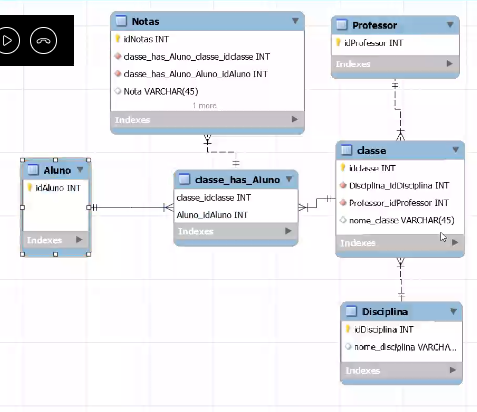 Notas
idNotas INT
classe_has_Aluno_classe_idclasse INT
classe_has_Aluno_Aluno_idAluno INT
Nota VARCHAR(45)
1 more
Indexes
Professor
idProfessor INT
Indexes
Aluno
idAluno INT
Indexes
classe_has_Aluno
classe_idclasse INT
Aluno_idAluno INT
Indexes
classe
idclasse INT
Disciplina_idDisciplina INT
Professor_idProfessor INT
nome_classe VARCHAR(45)
Indexes
Disciplina
idDisciplina INT
nome_disciplina VARCHA...
Indexes